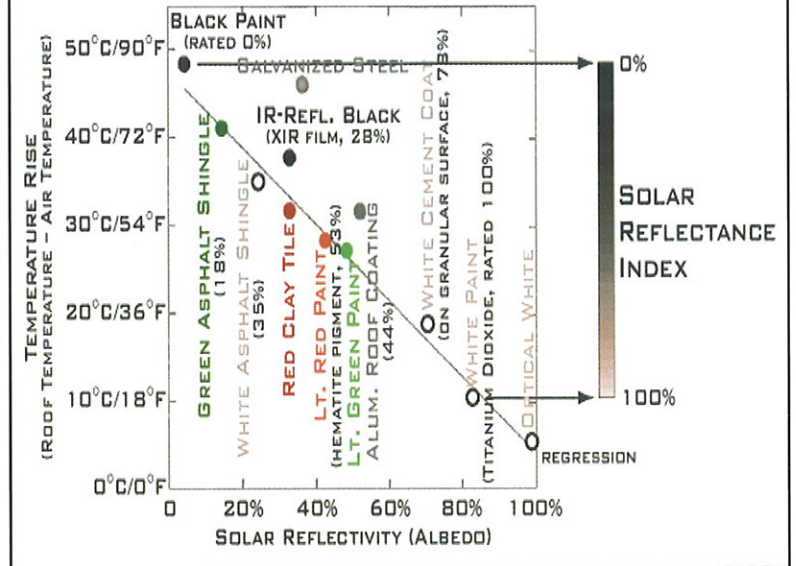 BLACK PAINT
(RATED 0%)
50°C/90°F
GALVANIZED STEEL
0%
IR-REFL. BLACK
(XIR FILM, 28%)
40°C/72°F
30°C/54°F
20°C/36°F
10°C/18°F
0°C/0°F
TEMPERATURE RISE
(ROOF TEMPERATURE - AIR TEMPERATURE)
GREEN ASPHALT SHINGLE
(18%)
WHITE ASPHALT SHINGLE
(35%)
RED CLAY TILE
LT. RED PAINT
(HEMATITE PIGMENT, 53%)
LT. GREEN PAINT
ALUM. ROOF COATING
(44%)
WHITE CEMENT COAT
(ON GRANULAR SURFACE, 78%)
WHITE PAINT
(TITANIUM DIOXIDE, RATED 100%)
OPTICAL WHITE
SOLAR
REFLECTANCE
INDEX
100%
REGRESSION
0
20%
40%
60%
80%
100%
SOLAR REFLECTIVITY (ALBEDO)